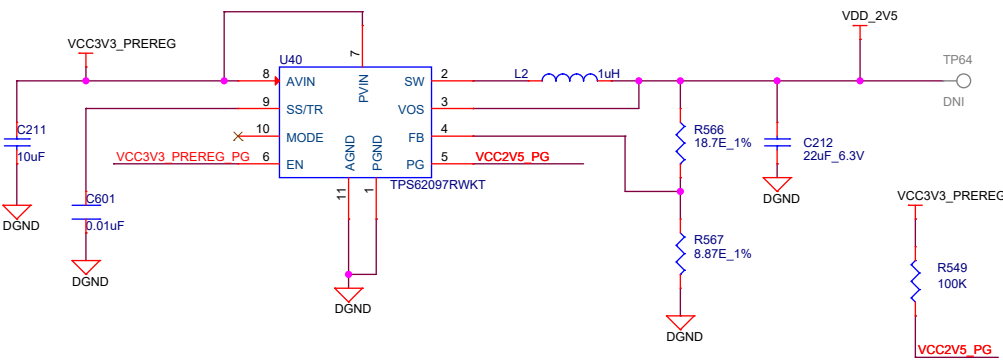 VDD_2V5
VCC3V3_PREREG
TP64
DNI
U40
7
PVIN
8
AVIN
SW
2
L2
1uH
9
SS/TR
VOS
3
10
MODE
FB
4
VCC3V3_PREREG_PG
6
EN
PG
5
VCC2V5_PG
AGND
PGND
11
1
TPS62097RWKT
C211
10uF
DGND
C601
0.01uF
DGND
DGND
R566
18.7E_1%
C212
22uF_6.3V
DGND
R567
8.87E_1%
DGND
VCC3V3_PREREG
R549
100K
VCC2V5_PG